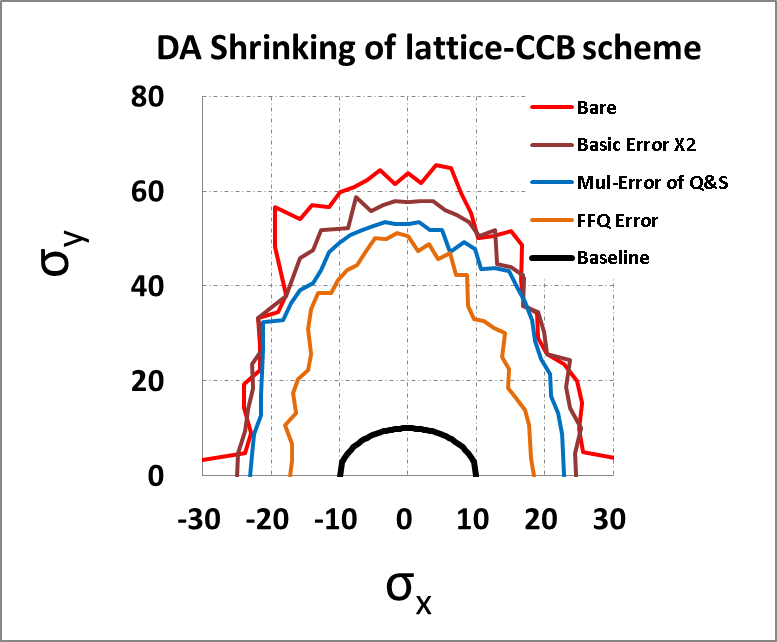 DA Shrinking of lattice-CCB scheme
80
60
40
20
0
-30 -20 -10 0 10 20 30
σy
σx
Bare
Basic Error X2
Mul-Error of Q&S
FFQ Error
Baseline